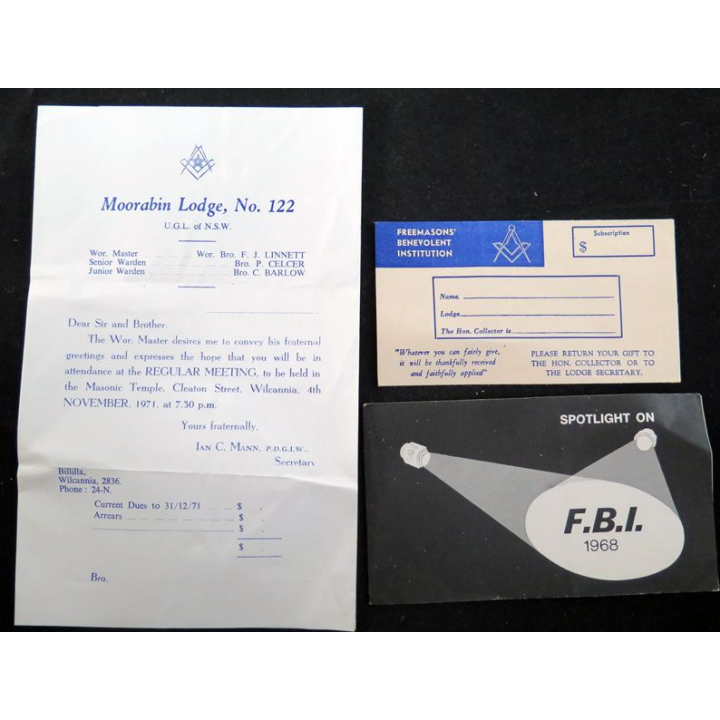 Moorabin Lodge, No. 122
U.G.L. of N.S.W.
Wor. Master Wor. Bro. F. J. LINNETT
Senior Warden Bro. P. CELCER
Junior Warden Bro. C. BARLOW
Dear Sir and Brother.
The Wor. Master desires me to convey his fraternal
greetings and expresses the hope that you will be in
attendance at the REGULAR MEETING, to be held in
the Masonic Temple, Cleaton Street, Wilcannia, 4th
NOVEMBER, 1971, at 7.30 p.m.
Yours fraternally,
IAN C. MANN, P.D.G.I.W.,
Secretary
Billilla,
Wilcannia, 2836.
Phone : 24-N.
Current Dues to 31/12/71 $
Arrears $
$
$
Bro.
FREEMASONS'
BENEVOLENT
INSTITUTION
Subscription
$
Name
Lodge
The Hon. Collector is
"Whatever you can fairly give,
it will be thankfully received
and faithfully applied"
PLEASE RETURN YOUR GIFT TO
THE HON. COLLECTOR OR TO
THE LODGE SECRETARY.
SPOTLIGHT ON
F.B.I.
1968